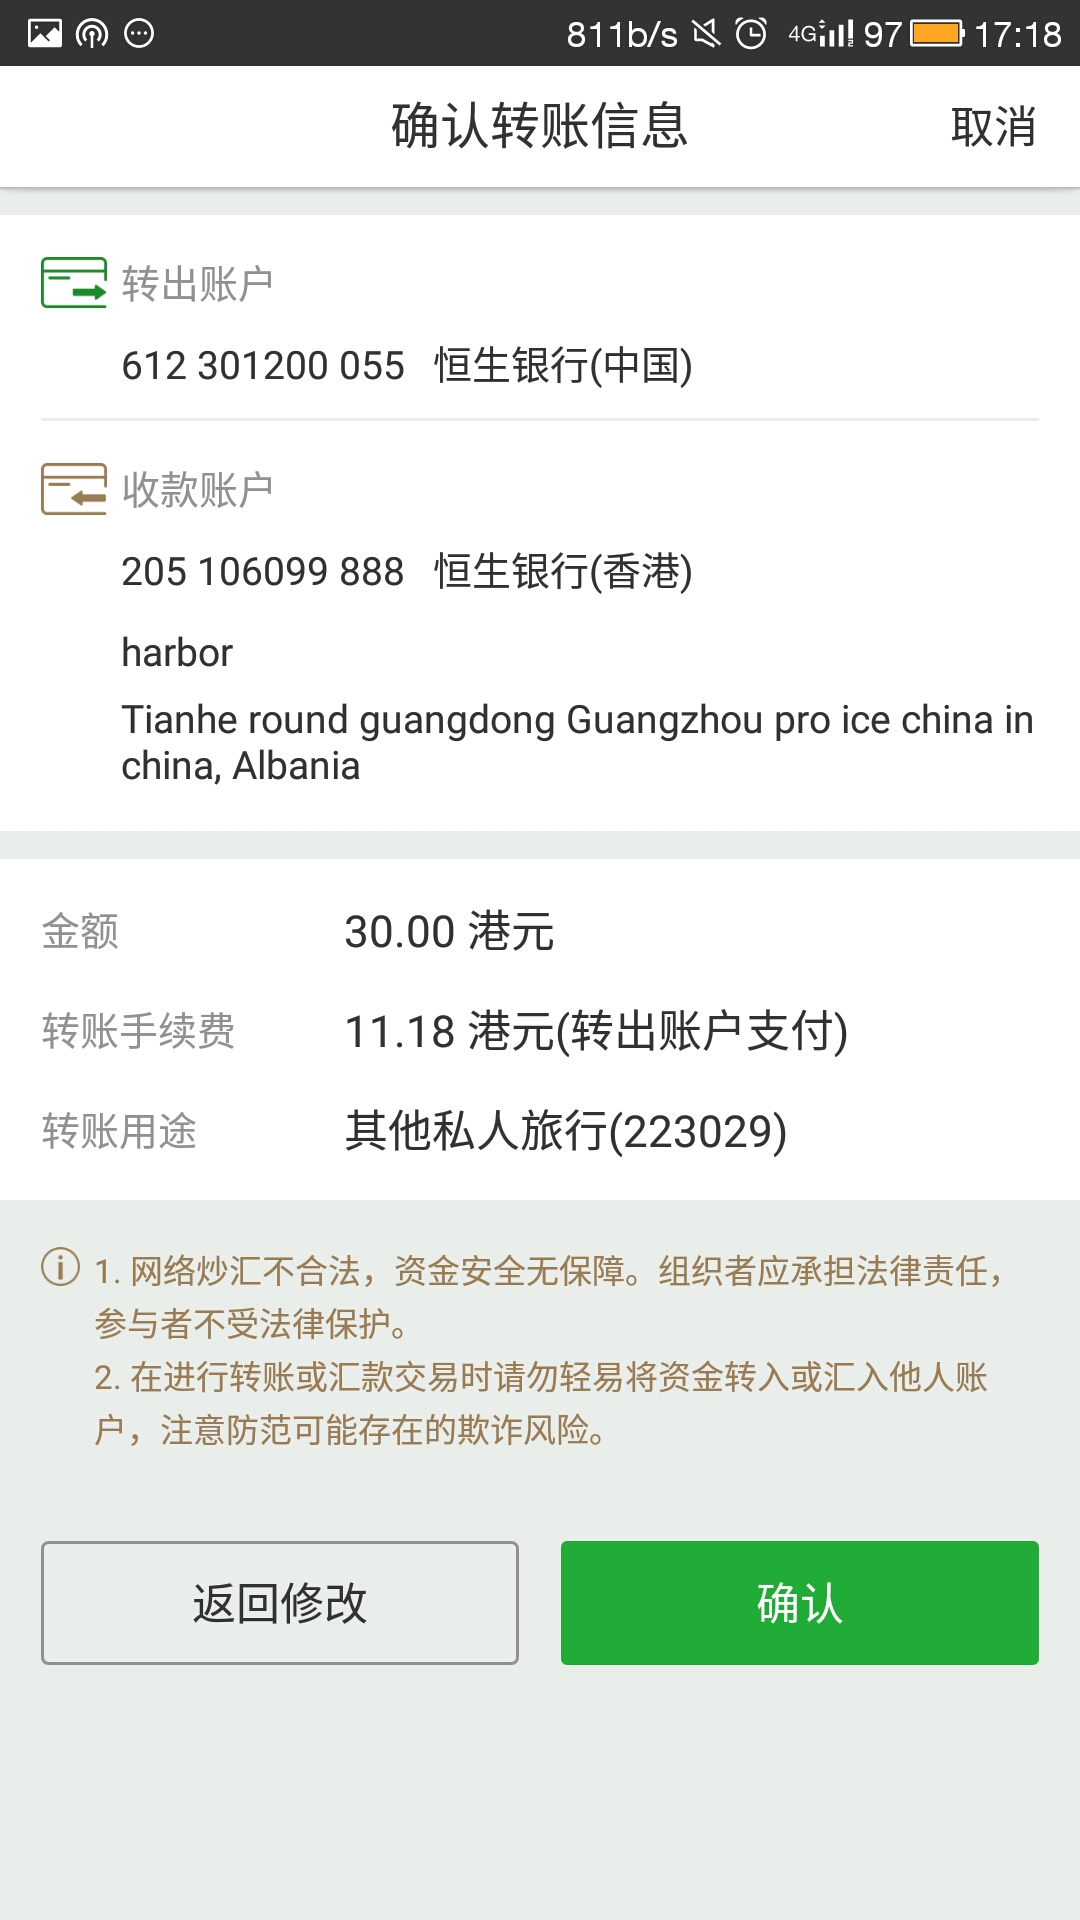 811b/s 4G 97 17:18
确认转账信息 取消
转出账户
612 301200 055 恒生银行(中国)
收款账户
205 106099 888 恒生银行(香港)
harbor
Tianhe round guangdong Guangzhou pro ice china in
china, Albania
金额 30.00 港元
转账手续费 11.18 港元(转出账户支付)
转账用途 其他私人旅行(223029)
1. 网络炒汇不合法，资金安全无保障。组织者应承担法律责任，
参与者不受法律保护。
2. 在进行转账或汇款交易时请勿轻易将资金转入或汇入他人账
户，注意防范可能存在的欺诈风险。
返回修改 确认